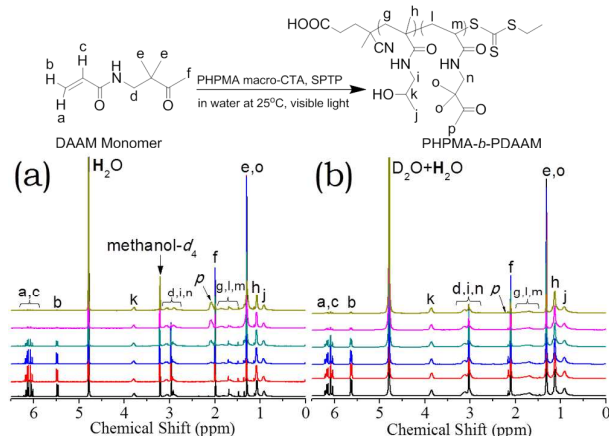 g h l m
HOOC S S
CN O O S
c
b H O e e NH HN
H N f PHPMA macro-CTA, SPTP i n
H H O d O in water at 25°C, visible light HO k o O
a j o
p
DAAM Monomer PHPMA-b-PDAAM
(a) H₂O (b) D₂O+H₂O e,o
e,o
methanol-d₄ f f
a,c b k d,i,n p g,l,m h j a,c b k d,i,n p g,l,m h j
6 5 4 3 2 1 0 6 5 4 3 2 1 0
Chemical Shift (ppm) Chemical Shift (ppm)